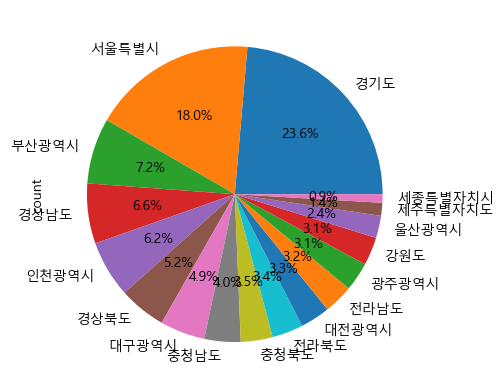 경기도
23.6%
서울특별시
18.0%
부산광역시
7.2%
경상남도
6.6%
인천광역시
6.2%
경상북도
5.2%
대구광역시
4.9%
충청남도
4.0%
충청북도
3.5%
전라북도
3.4%
대전광역시
3.3%
전라남도
3.2%
광주광역시
3.1%
강원도
3.1%
울산광역시
2.4%
제주특별자치도
1.4%
세종특별자치시
0.9%
count